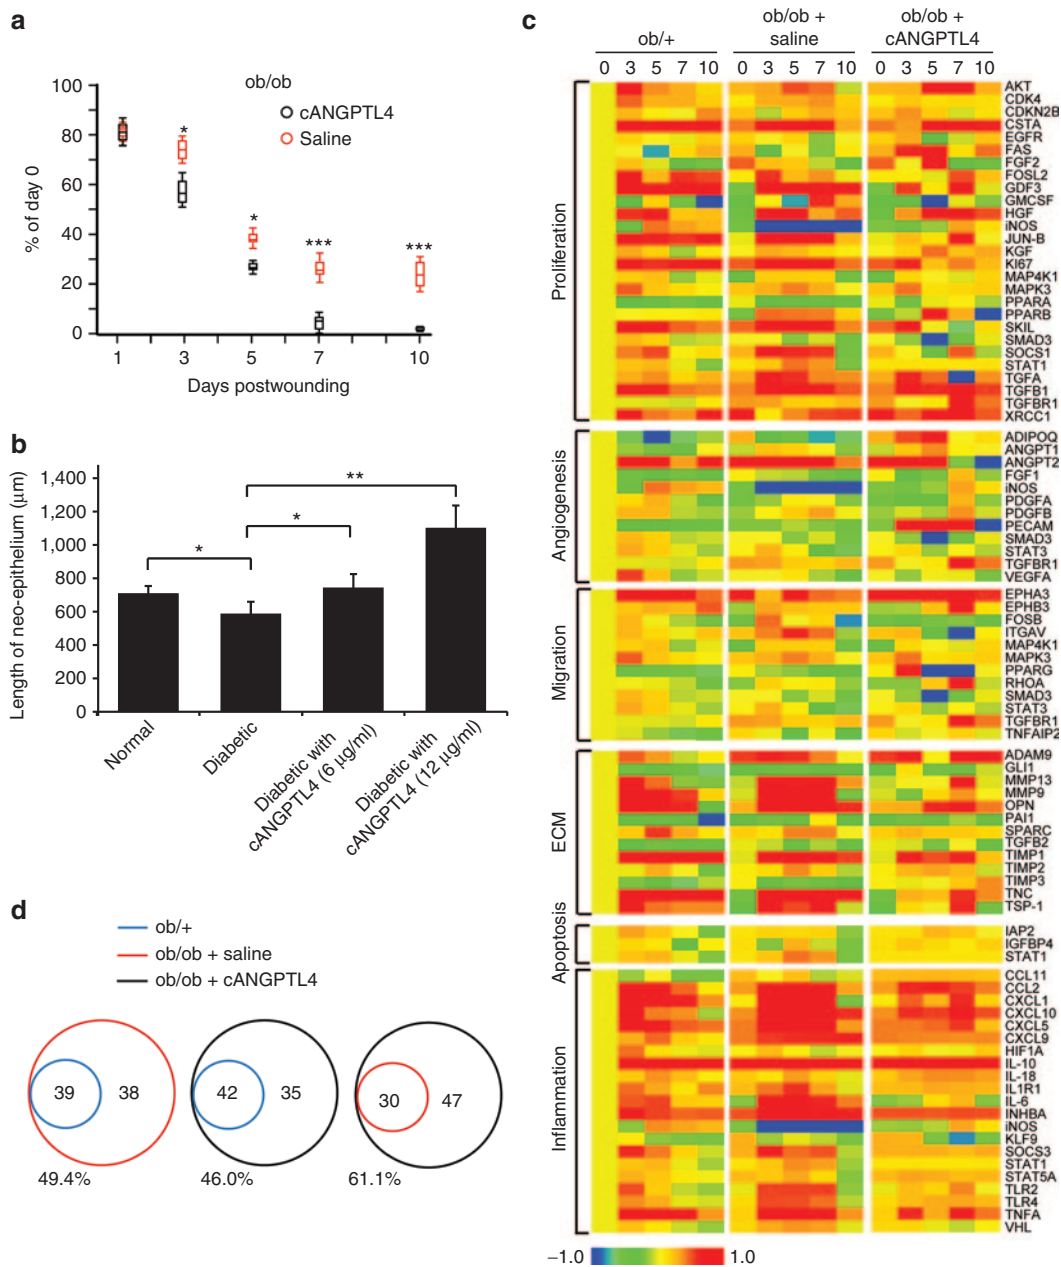 a
ob/ob
cANGPTL4
Saline
% of day 0
100
80
60
40
20
0
*
*
***
***
1
3
5
7
10
Days postwounding
b
Length of neo-epithelium (µm)
1,400
1,200
1,000
800
600
400
200
0
*
*
**
Normal
Diabetic
Diabetic with
cANGPTL4 (6 µg/ml)
Diabetic with
cANGPTL4 (12 µg/ml)
d
ob/+
ob/ob + saline
ob/ob + cANGPTL4
39 38
49.4%
42 35
46.0%
30 47
61.1%
c
ob/+
ob/ob +
saline
ob/ob +
cANGPTL4
0 3 5 7 10
0 3 5 7 10
0 3 5 7 10
Proliferation
AKT
CDK4
CDKN2B
CSTA
EGFR
FAS
FGF2
FOSL2
GDF3
GMCSF
HGF
iNOS
JUN-B
KGF
KI67
MAP4K1
MAPK3
PPARA
PPARB
SKIL
SMAD3
SOCS1
STAT1
TGFA
TGFB1
TGFBR1
XRCC1
Angiogenesis
ADIPOQ
ANGPT1
ANGPT2
FGF1
iNOS
PDGFA
PDGFB
PECAM
SMAD3
STAT3
TGFBR1
VEGFA
Migration
EPHA3
EPHB3
FOSB
ITGAV
MAP4K1
MAPK3
PPARG
RHOA
SMAD3
STAT3
TGFBR1
TNFAIP2
ECM
ADAM9
GLI1
MMP13
MMP9
OPN
PAI1
SPARC
TGFB2
TIMP1
TIMP2
TIMP3
TNC
TSP-1
Apoptosis
IAP2
IGFBP4
STAT1
Inflammation
CCL11
CCL2
CXCL1
CXCL10
CXCL5
CXCL9
HIF1A
IL-10
IL-18
IL1R1
IL-6
INHBA
iNOS
KLF9
SOCS3
STAT1
STAT5A
TLR2
TLR4
TNFA
VHL
−1.0
1.0